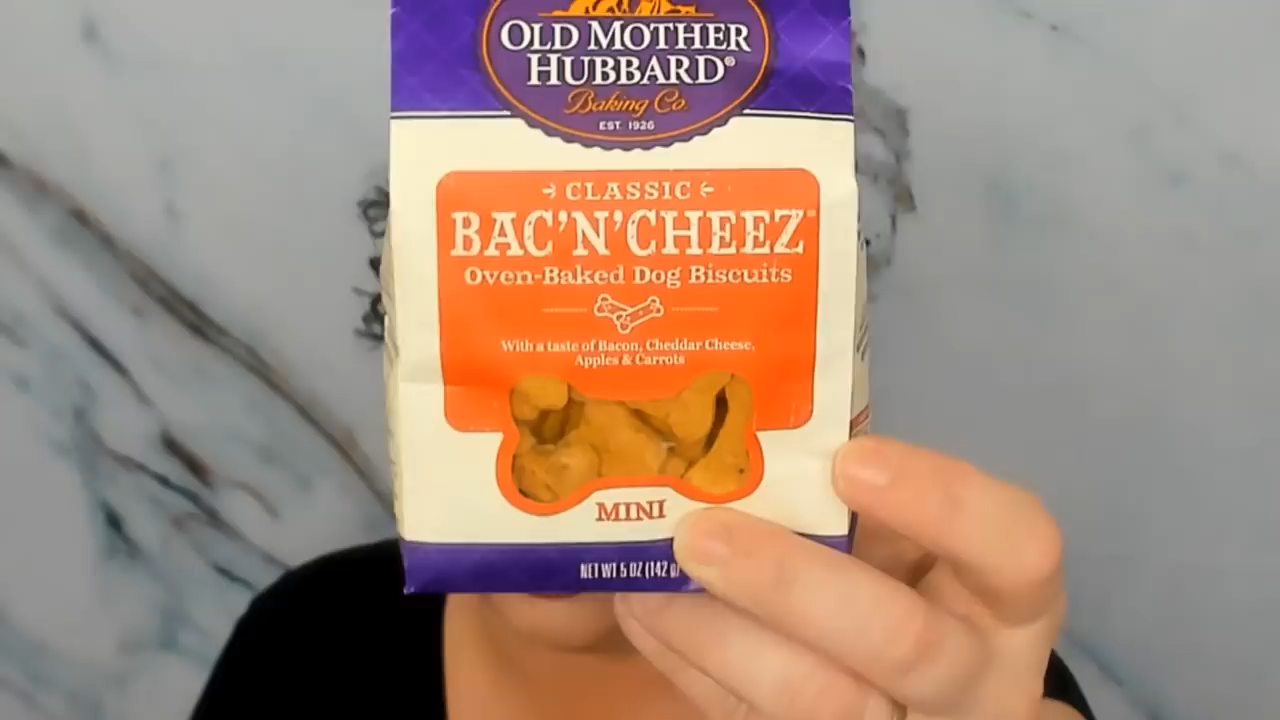 OLD MOTHER
HUBBARD®
Baking Co.
EST. 1926
CLASSIC
BAC'N'CHEEZ
Oven-Baked Dog Biscuits
With a taste of Bacon, Cheddar Cheese,
Apples & Carrots
MINI
NET WT 5 OZ (142 g)